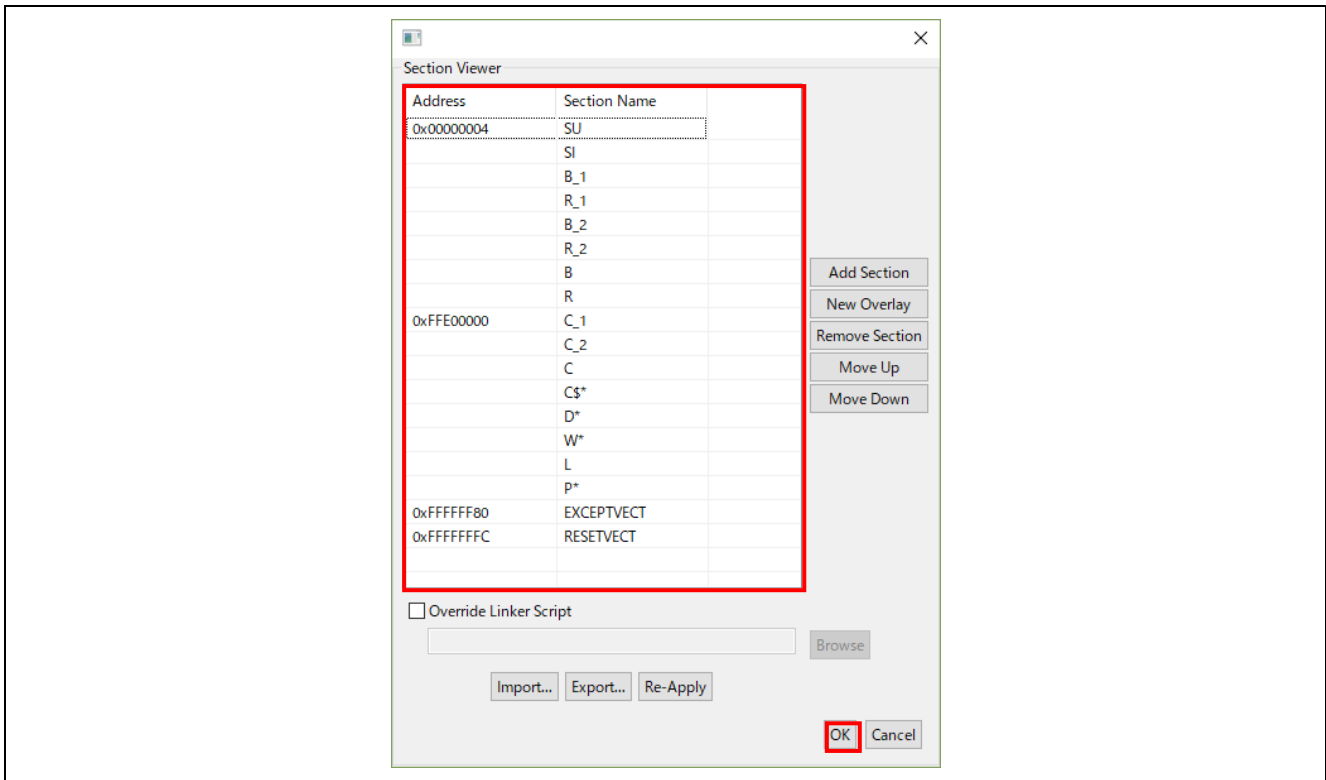 Section Viewer
Address Section Name
0x00000004 SU
SI
B_1
R_1
B_2
R_2
B
R
0xFFE00000 C_1
C_2
C
C$*
D*
W*
L
P*
0xFFFFFF80 EXCEPTVECT
0xFFFFFFFC RESETVECT
Add Section
New Overlay
Remove Section
Move Up
Move Down
Override Linker Script
Browse
Import... Export... Re-Apply
OK Cancel